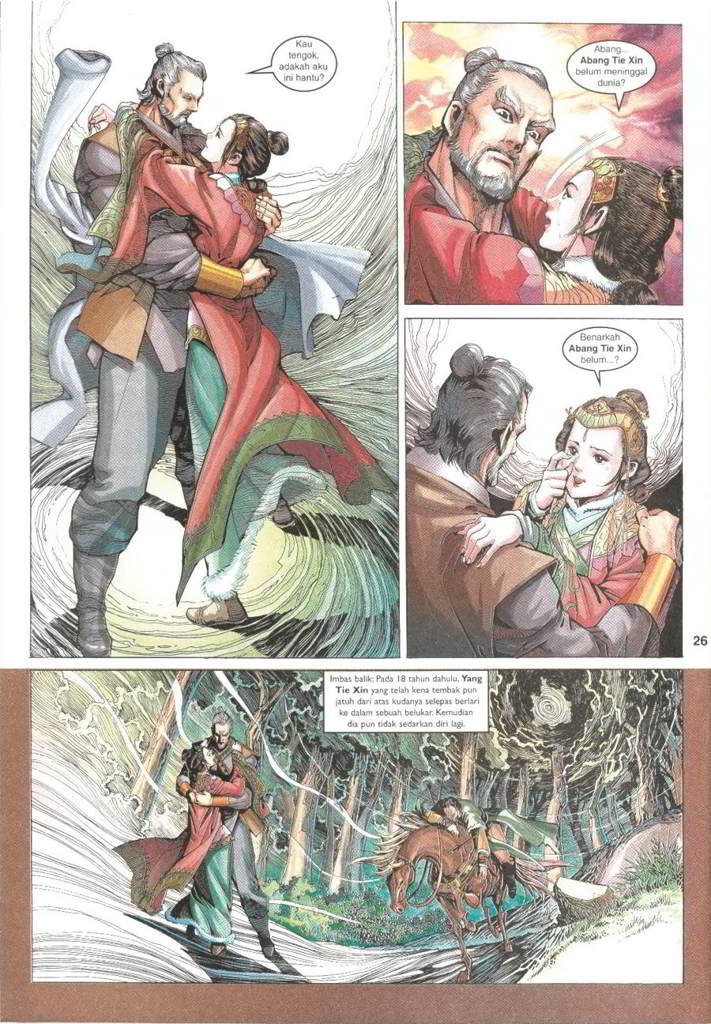 Kau
tengok,
adakah aku
ini hantu?
Abang...
Abang Tie Xin
belum meninggal
dunia?
Benarkah
Abang Tie Xin
belum...?
26
Imbas balik: Pada 18 tahun dahulu, Yang
Tie Xin yang telah kena tembak pun
jatuh dari atas kudanya selepas berlari
ke dalam sebuah belukar. Kemudian
dia pun tidak sedarkan diri lagi.